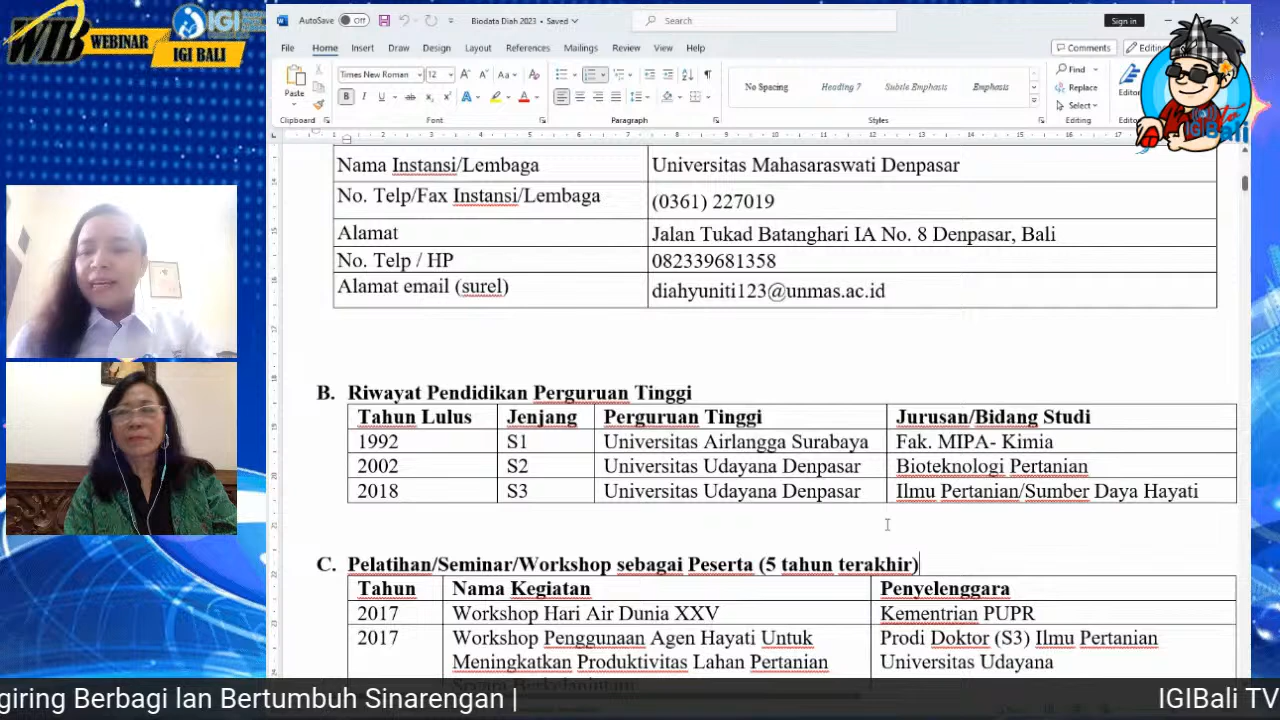 WIB WEBINAR
IGI
IGI BALI
AutoSave Off Biodata Diah 2023 • Saved Search Sign in
File Home Insert Draw Design Layout References Mailings Review View Help Comments Editing
Times New Roman 12
Paste
Find
Replace
Select
No Spacing Heading 7 Subtle Emphasis Emphasis
Clipboard Font Paragraph Styles Editing
IGI Bali
Nama Instansi/Lembaga Universitas Mahasaraswati Denpasar
No. Telp/Fax Instansi/Lembaga (0361) 227019
Alamat Jalan Tukad Batanghari IA No. 8 Denpasar, Bali
No. Telp / HP 082339681358
Alamat email (surel) diahyuniti123@unmas.ac.id
B. Riwayat Pendidikan Perguruan Tinggi
Tahun Lulus Jenjang Perguruan Tinggi Jurusan/Bidang Studi
1992 S1 Universitas Airlangga Surabaya Fak. MIPA- Kimia
2002 S2 Universitas Udayana Denpasar Bioteknologi Pertanian
2018 S3 Universitas Udayana Denpasar Ilmu Pertanian/Sumber Daya Hayati
C. Pelatihan/Seminar/Workshop sebagai Peserta (5 tahun terakhir)
Tahun Nama Kegiatan Penyelenggara
2017 Workshop Hari Air Dunia XXV Kementrian PUPR
2017 Workshop Penggunaan Agen Hayati Untuk Prodi Doktor (S3) Ilmu Pertanian
Meningkatkan Produktivitas Lahan Pertanian Universitas Udayana
giring Berbagi lan Bertumbuh Sinarengan | IGIBali TV